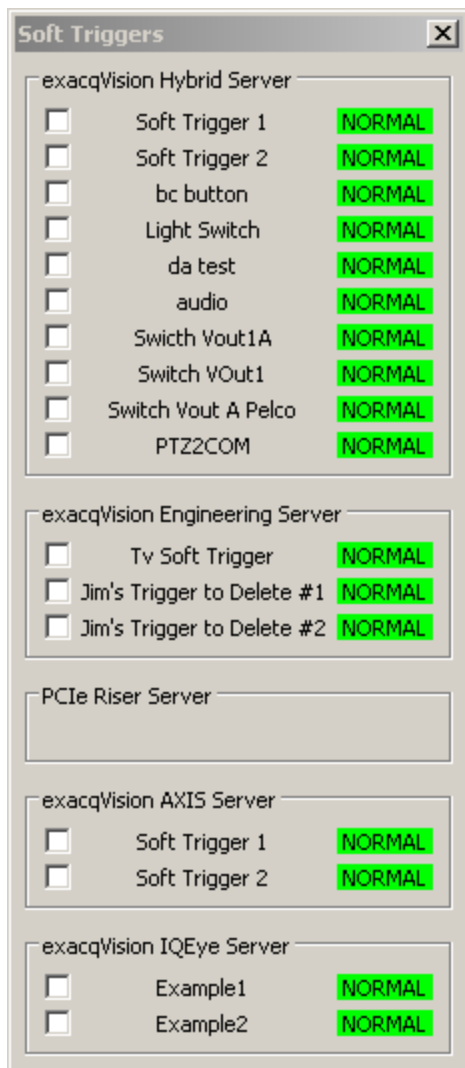 Soft Triggers
exacqVision Hybrid Server
Soft Trigger 1 NORMAL
Soft Trigger 2 NORMAL
bc button NORMAL
Light Switch NORMAL
da test NORMAL
audio NORMAL
Swicth Vout1A NORMAL
Switch VOut1 NORMAL
Switch Vout A Pelco NORMAL
PTZ2COM NORMAL
exacqVision Engineering Server
Tv Soft Trigger NORMAL
Jim's Trigger to Delete #1 NORMAL
Jim's Trigger to Delete #2 NORMAL
PCIe Riser Server
exacqVision AXIS Server
Soft Trigger 1 NORMAL
Soft Trigger 2 NORMAL
exacqVision IQEye Server
Example1 NORMAL
Example2 NORMAL